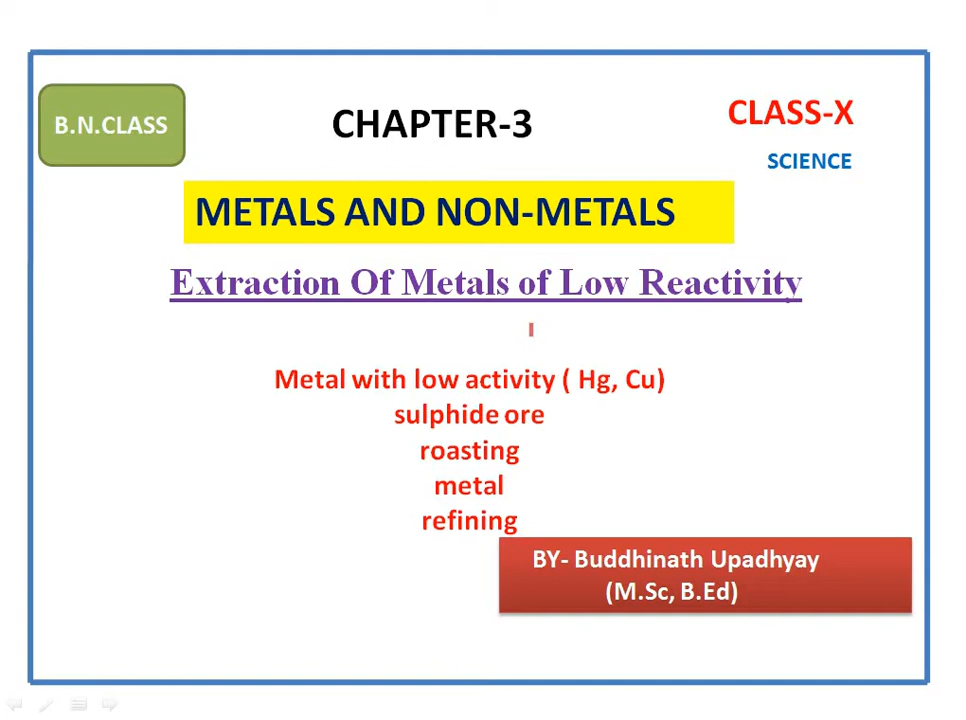 B.N.CLASS
CHAPTER-3
CLASS-X
SCIENCE
METALS AND NON-METALS
Extraction Of Metals of Low Reactivity
Metal with low activity ( Hg, Cu)
sulphide ore
roasting
metal
refining
BY- Buddhinath Upadhyay
(M.Sc, B.Ed)